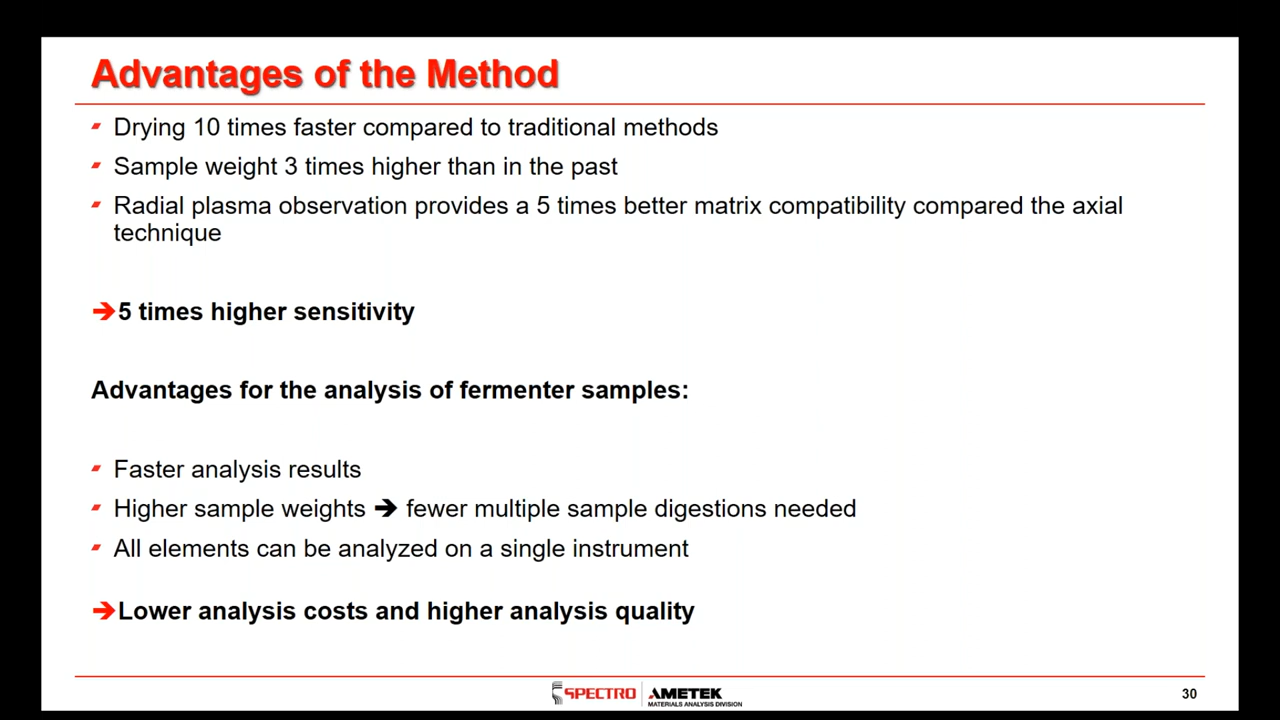 Advantages of the Method
Drying 10 times faster compared to traditional methods
Sample weight 3 times higher than in the past
Radial plasma observation provides a 5 times better matrix compatibility compared the axial
technique
➔5 times higher sensitivity
Advantages for the analysis of fermenter samples:
Faster analysis results
Higher sample weights ➔ fewer multiple sample digestions needed
All elements can be analyzed on a single instrument
➔Lower analysis costs and higher analysis quality
SPECTRO AMETEK
MATERIALS ANALYSIS DIVISION
30